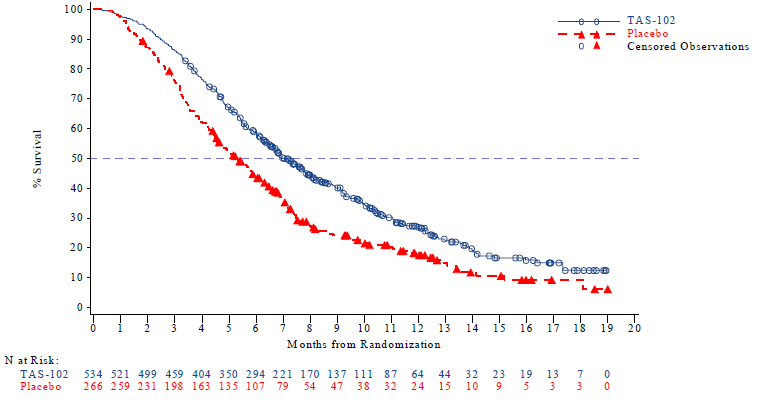 100
90
80
70
60
50
40
30
20
10
0
% Survival
TAS-102
Placebo
Censored Observations
0 1 2 3 4 5 6 7 8 9 10 11 12 13 14 15 16 17 18 19 20
Months from Randomization
N at Risk:
TAS-102 534 521 499 459 404 350 294 221 170 137 111 87 64 44 32 23 19 13 7 0
Placebo 266 259 231 198 163 135 107 79 54 47 38 32 24 15 10 9 5 3 3 0